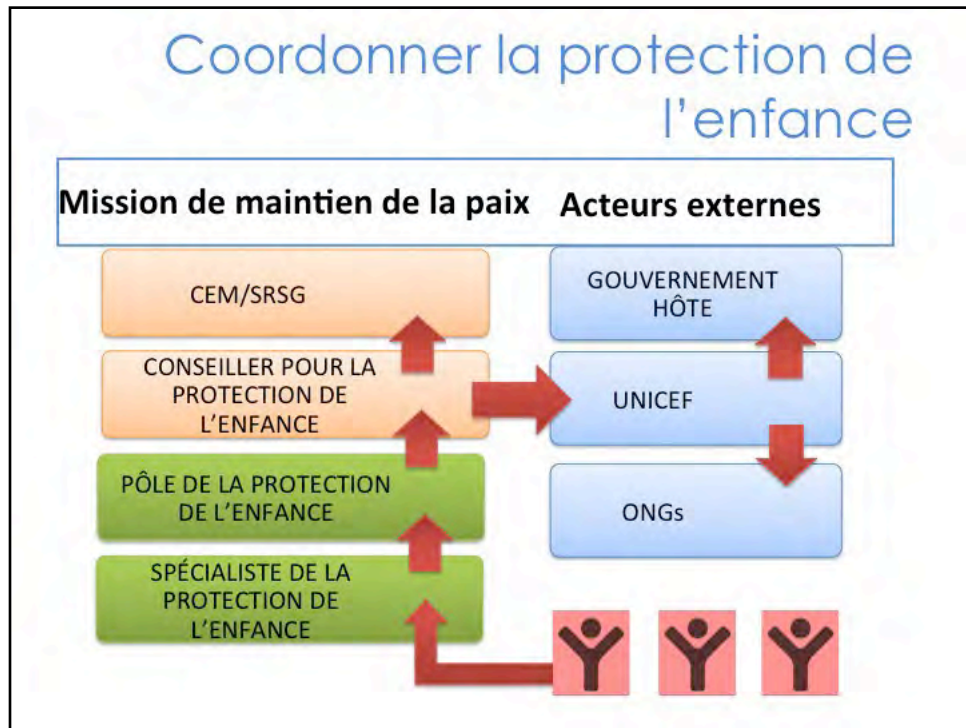 Coordonner la protection de
l'enfance
Mission de maintien de la paix
Acteurs externes
CEM/SRSG
CONSEILLER POUR LA
PROTECTION DE
L'ENFANCE
PÔLE DE LA PROTECTION
DE L'ENFANCE
SPÉCIALISTE DE LA
PROTECTION DE
L'ENFANCE
GOUVERNEMENT
HÔTE
UNICEF
ONGs